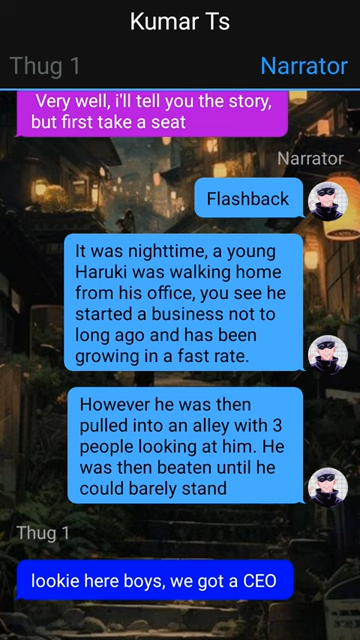 Kumar Ts
Thug 1
Narrator
Very well, i'll tell you the story,
but first take a seat
Narrator
Flashback
It was nighttime, a young
Haruki was walking home
from his office, you see he
started a business not to
long ago and has been
growing in a fast rate.
However he was then
pulled into an alley with 3
people looking at him. He
was then beaten until he
could barely stand
Thug 1
lookie here boys, we got a CEO